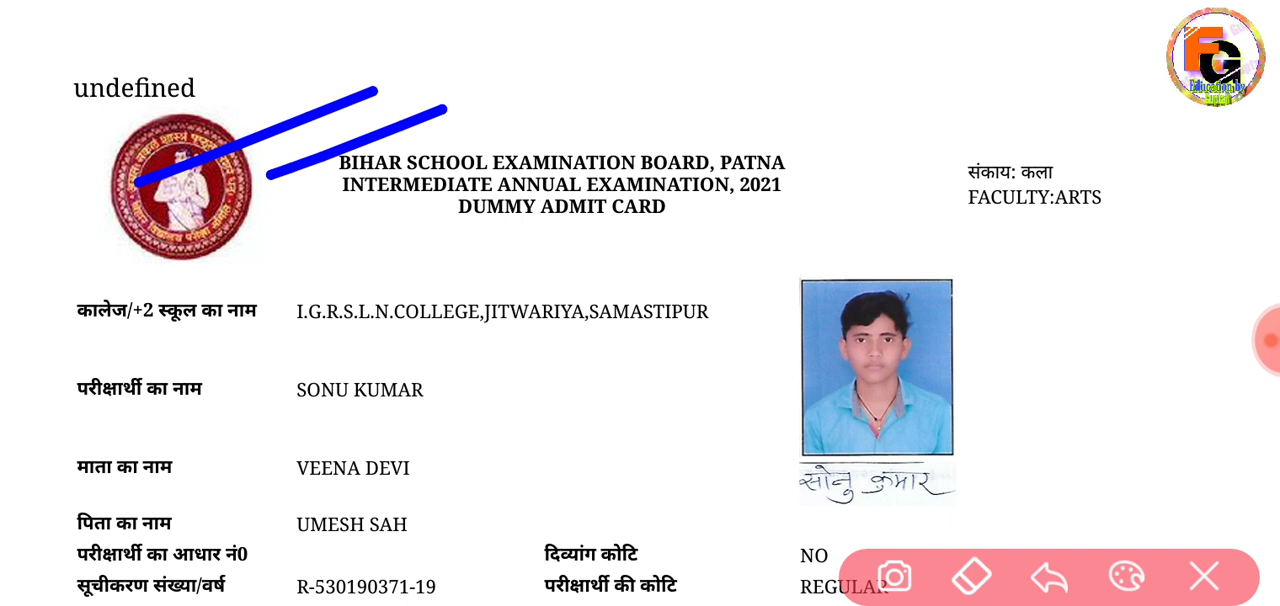 undefined
BIHAR SCHOOL EXAMINATION BOARD, PATNA
INTERMEDIATE ANNUAL EXAMINATION, 2021
DUMMY ADMIT CARD
संकाय: कला
FACULTY:ARTS
कालेज/+2 स्कूल का नाम I.G.R.S.L.N.COLLEGE,JITWARIYA,SAMASTIPUR
परीक्षार्थी का नाम SONU KUMAR
माता का नाम VEENA DEVI
सोनु कुमार
पिता का नाम UMESH SAH
परीक्षार्थी का आधार नं0 दिव्यांग कोटि NO
सूचीकरण संख्या/वर्ष R-530190371-19 परीक्षार्थी की कोटि REGULAR